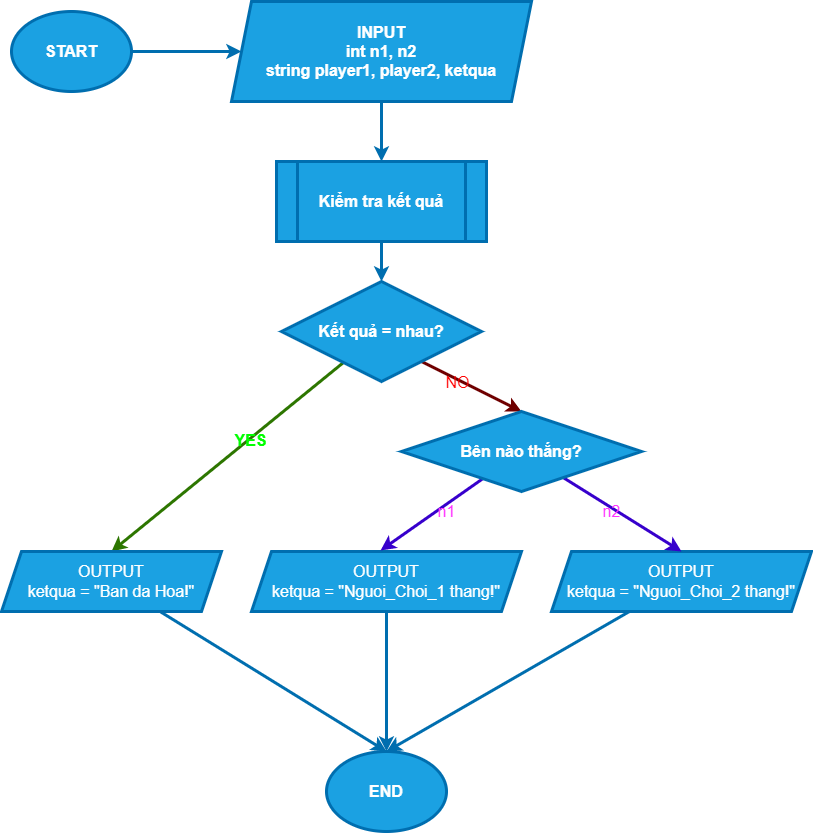 START
INPUT
int n1, n2
string player1, player2, ketqua
Kiểm tra kết quả
Kết quả = nhau?
NO
YES
Bên nào thắng?
n1
n2
OUTPUT
ketqua = "Ban da Hoa!"
OUTPUT
ketqua = "Nguoi_Choi_1 thang!"
OUTPUT
ketqua = "Nguoi_Choi_2 thang!"
END